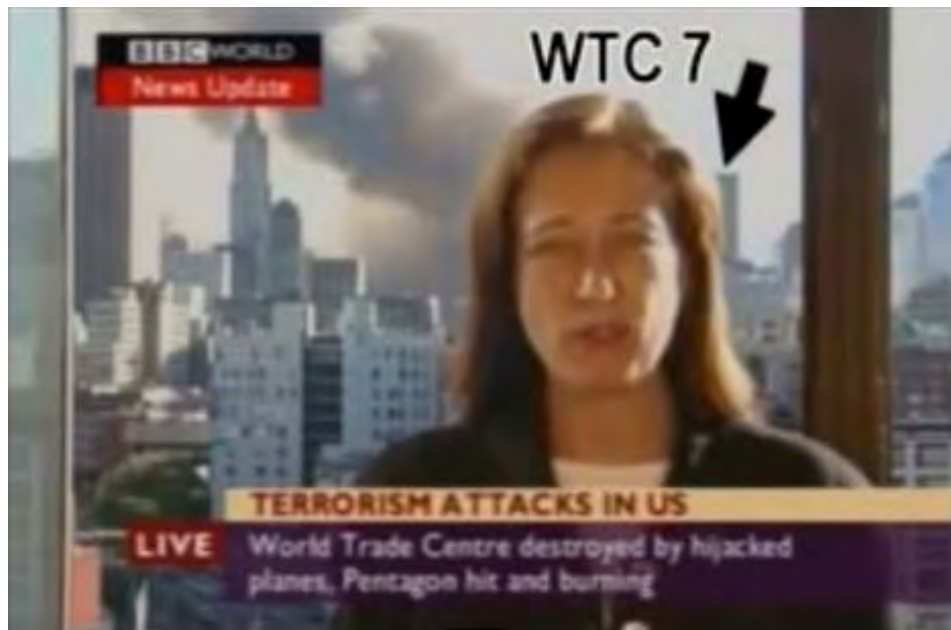 BBC WORLD
News Update
WTC 7
TERRORISM ATTACKS IN US
LIVE
World Trade Centre destroyed by hijacked
planes, Pentagon hit and burning